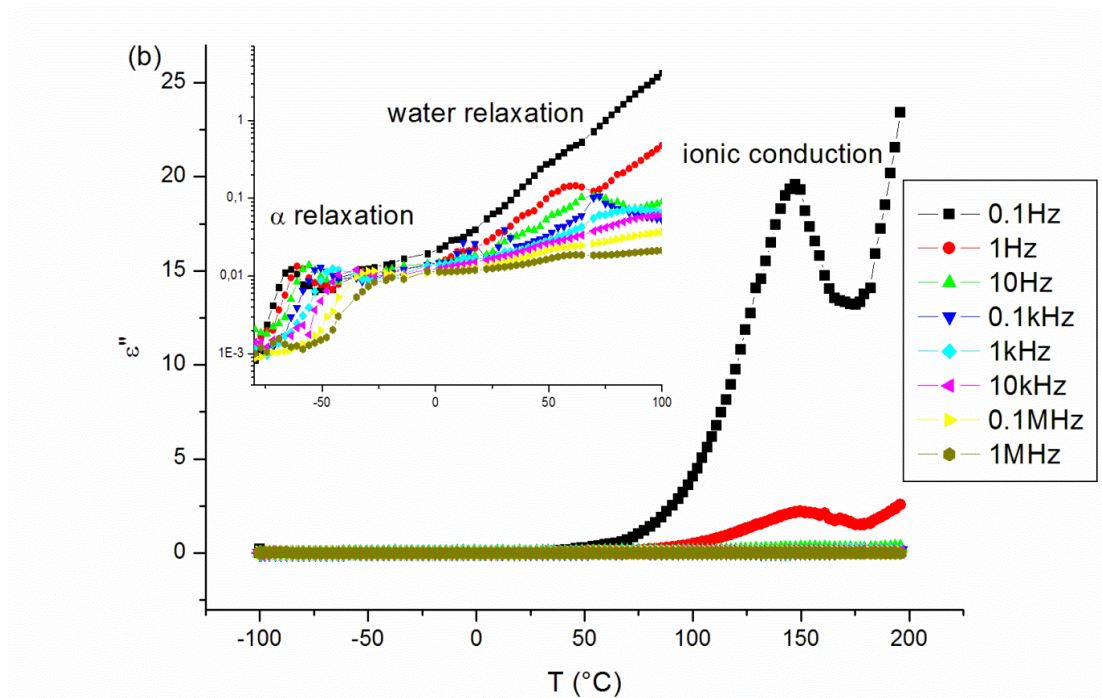 (b)
25
20
15
10
5
0
ε"
-100
-50
0
50
100
150
200
T (°C)
1
0,1
0,01
1E-3
-50
0
50
100
water relaxation
α relaxation
ionic conduction
0.1Hz
1Hz
10Hz
0.1kHz
1kHz
10kHz
0.1MHz
1MHz